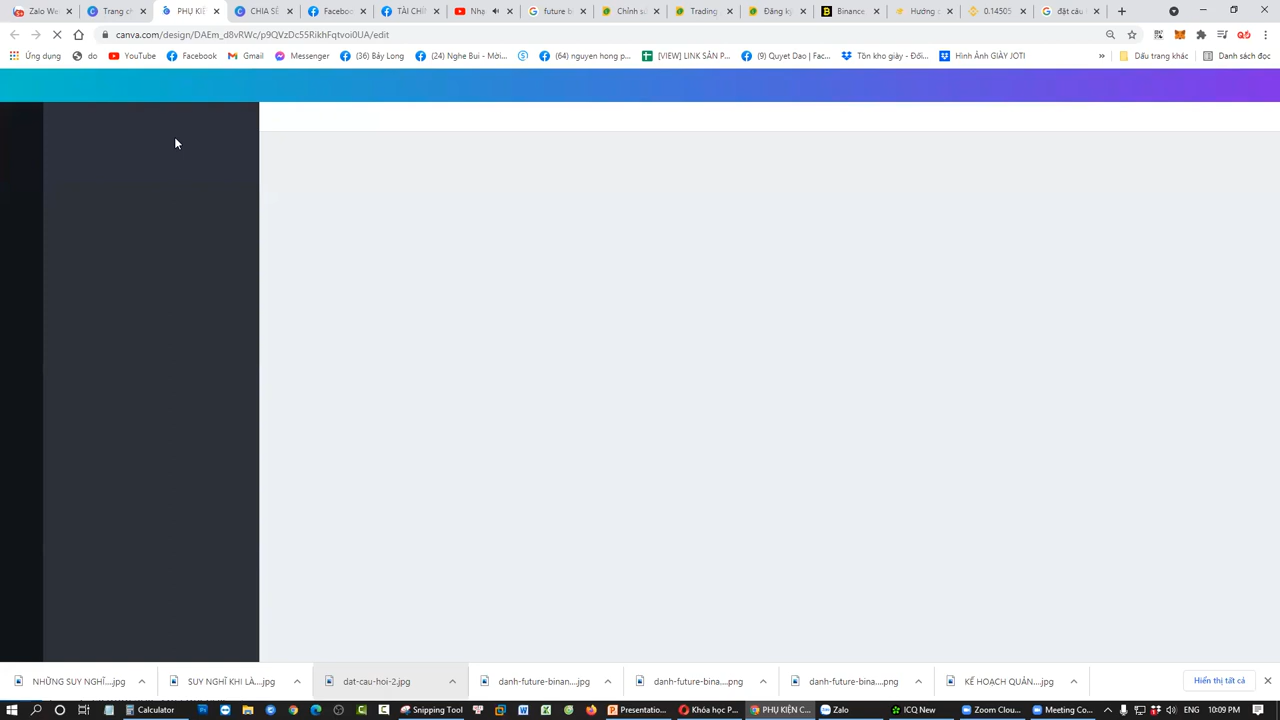 Zalo We
Trang ch
PHỤ KIỆ
CHIA SẺ
Facebook
TÀI CHÍN
Nhạ
future b
Chỉnh sủ
Trading
Đăng
Binance
Hướng c
0.14505
đặt câu
canva.com/design/DAEm_d8vRWc/p9QVzDc55RikhFqtvoi0UA/edit
Ứng dụng
do
YouTube
Facebook
Gmail
Messenger
(36) Bảy Long
(24) Nghe Bui - Mời...
(64) nguyen hong p...
[VIEW] LINK SẢN P...
(9) Quyet Dao | Fac...
Tồn kho giày -Đối...
Hình Ảnh GIÀY JOTI
»
Dấu trang khác
Danh sách đọc
NHỮNG SUY NGHĨ....jpg
SUY NGHĨ KHI LÀ....jpg
dat-cau-hoi-2.jpg
danh-future-binan....jpg
danh-future-bina....png
danh-future-bina....png
KẾ HOẠCH QUẢN....jpg
Hiển thị tất cả
Calculator
Snipping Tool
Presentatio...
Khóa học P...
PHỤ KIỆN C...
Zalo
ICQ New
Zoom Clou...
Meeting Co...
ENG
10:09 PM